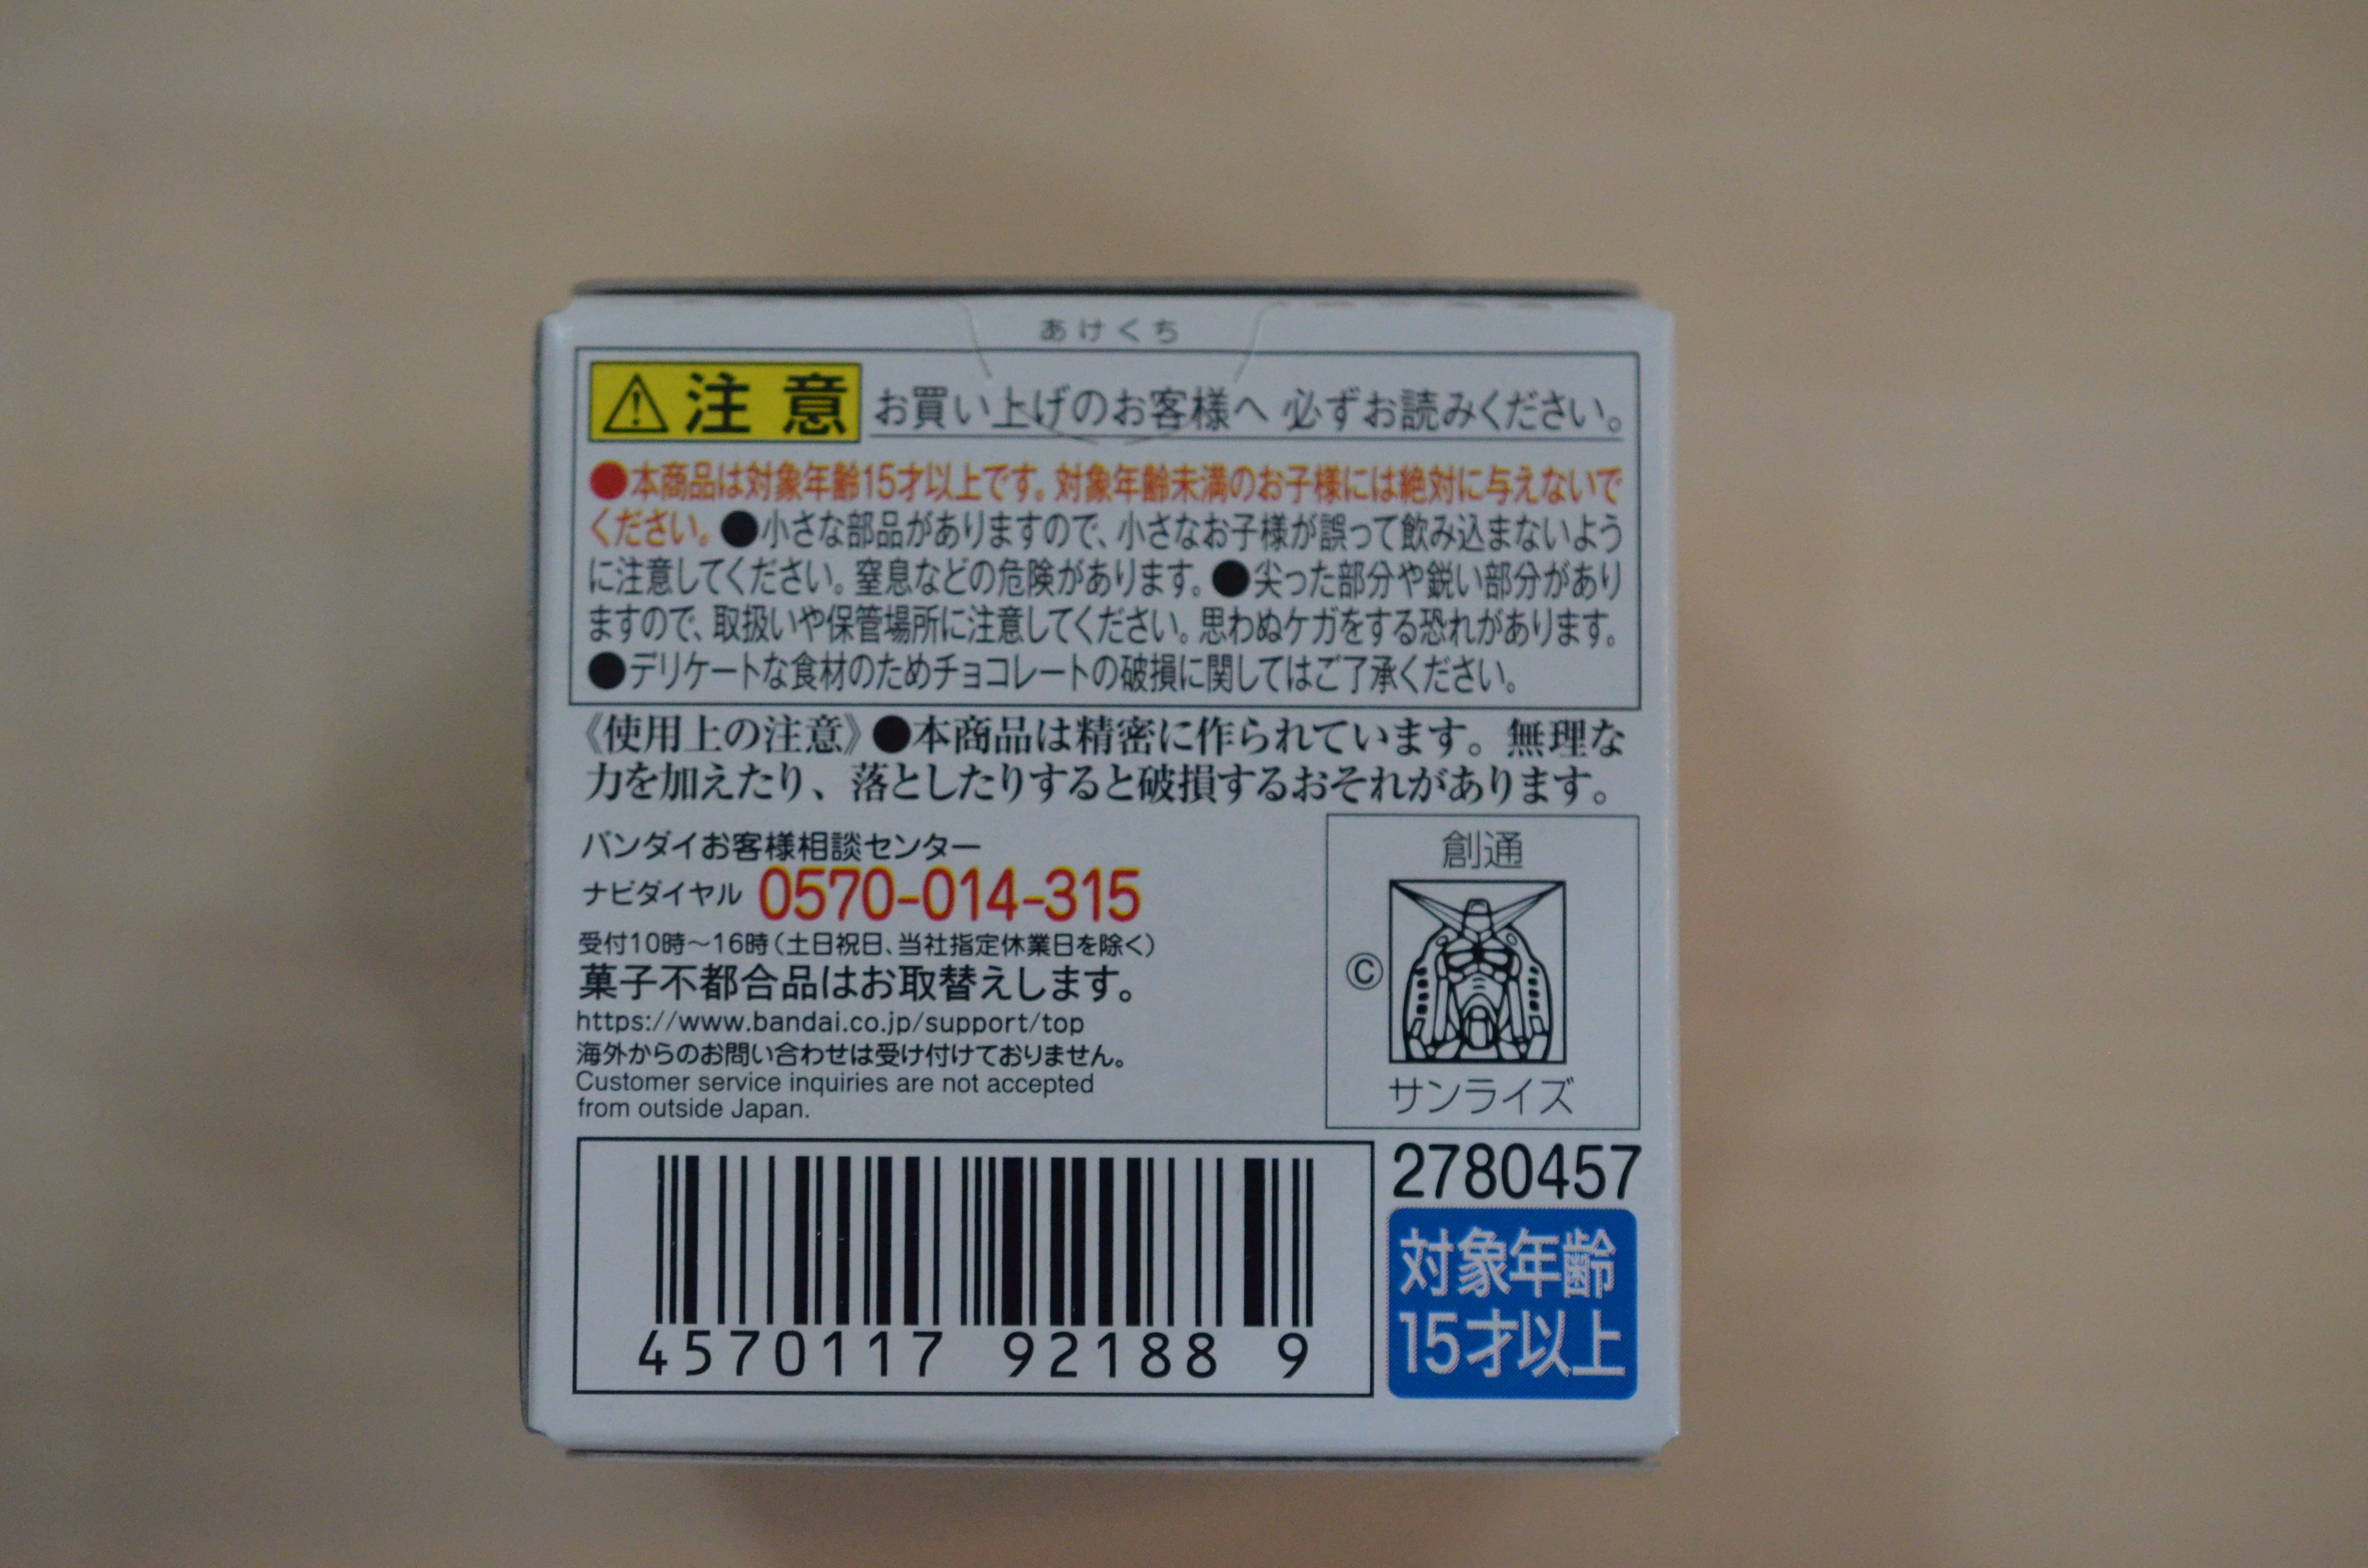 あけくち
注意 お買い上げのお客様へ 必ずお読みください。
●本商品は対象年齢15才以上です。対象年齢未満のお子様には絶対に与えないで
ください。●小さな部品がありますので、小さなお子様が誤って飲み込まないよう
に注意してください。窒息などの危険があります。●尖った部分や鋭い部分があり
ますので、取扱いや保管場所に注意してください。思わぬケガをする恐れがあります。
●デリケートな食材のためチョコレートの破損に関してはご了承ください。
《使用上の注意》●本商品は精密に作られています。無理な
力を加えたり、落としたりすると破損するおそれがあります。
バンダイお客様相談センター
ナビダイヤル 0570-014-315
受付10時〜16時(土日祝日、当社指定休業日を除く)
菓子不都合品はお取替えします。
https://www.bandai.co.jp/support/top
海外からのお問い合わせは受け付けておりません。
Customer service inquiries are not accepted
from outside Japan.
創通
©
サンライズ
4570117 92188 9
2780457
対象年齢
15才以上